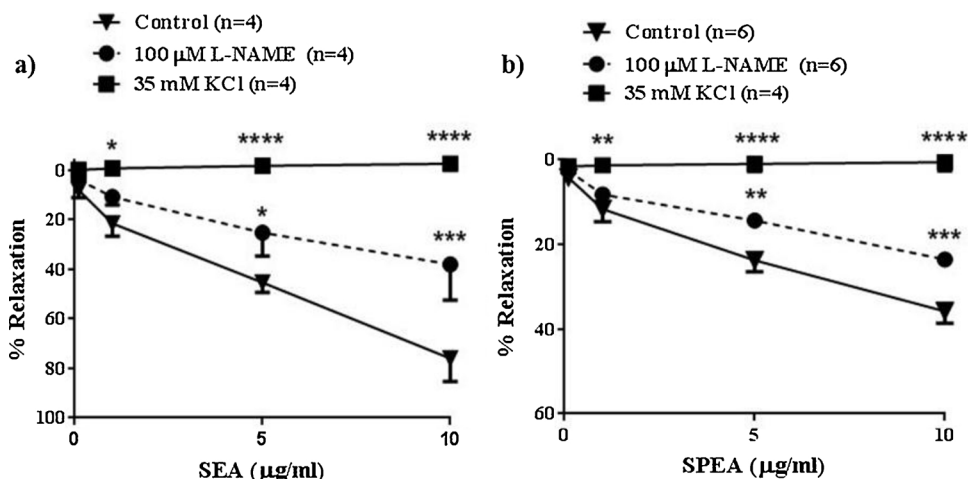 a)
Control (n=4)
100 μM L-NAME (n=4)
35 mM KCl (n=4)
* **** ****
* ***
% Relaxation
0
20
40
60
80
100
0 5 10
SEA (μg/ml)
b)
Control (n=6)
100 μM L-NAME (n=6)
35 mM KCl (n=4)
** **** ****
** ***
% Relaxation
0
20
40
60
0 5 10
SPEA (μg/ml)